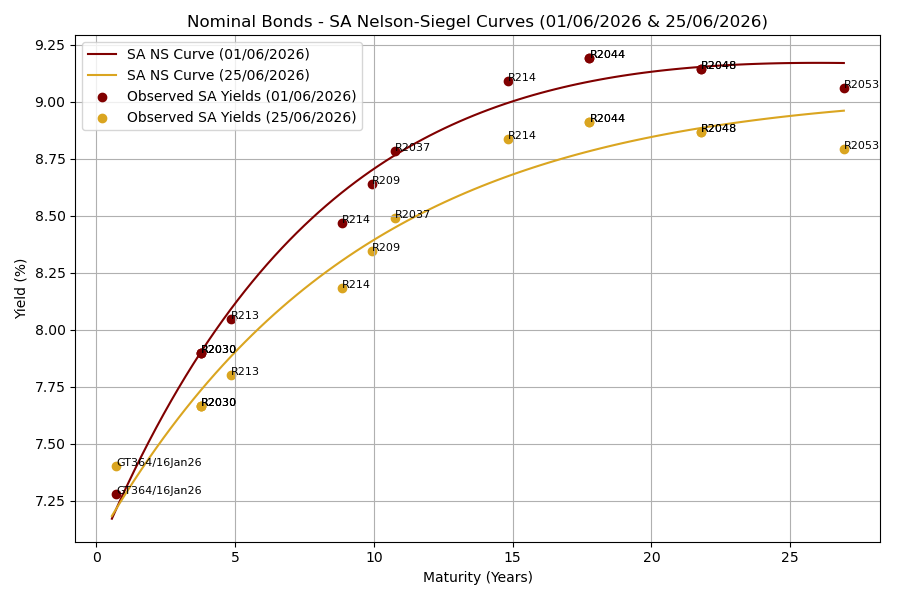 Nominal Bonds - SA Nelson-Siegel Curves (01/06/2026 & 25/06/2026)
SA NS Curve (01/06/2026)
SA NS Curve (25/06/2026)
Observed SA Yields (01/06/2026)
Observed SA Yields (25/06/2026)
Yield (%)
9.25
9.00
8.75
8.50
8.25
8.00
7.75
7.50
7.25
GT364/16Jan26
GT364/16Jan26
R2030
R2030
R213
R213
R214
R214
R209
R209
R2037
R2037
R214
R214
R2044
R2044
R2048
R2048
R2053
R2053
0
5
10
15
20
25
Maturity (Years)